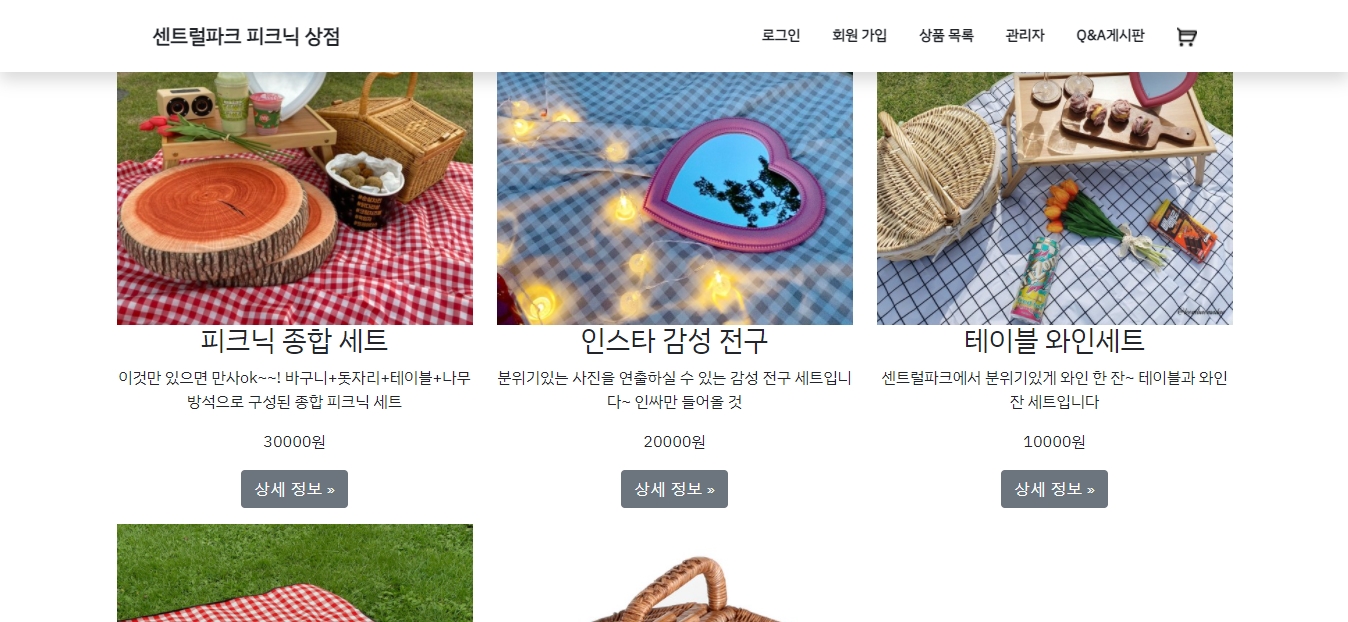 센트럴파크 피크닉 상점
로그인 회원 가입 상품 목록 관리자 Q&A게시판
피크닉 종합 세트
이것만 있으면 만사ok~~! 바구니+돗자리+테이블+나무
방석으로 구성된 종합 피크닉 세트
30000원
상세 정보 »
인스타 감성 전구
분위기있는 사진을 연출하실 수 있는 감성 전구 세트입니
다~ 인싸만 들어올 것
20000원
상세 정보 »
테이블 와인세트
센트럴파크에서 분위기있게 와인 한 잔~ 테이블과 와인
잔 세트입니다
10000원
상세 정보 »